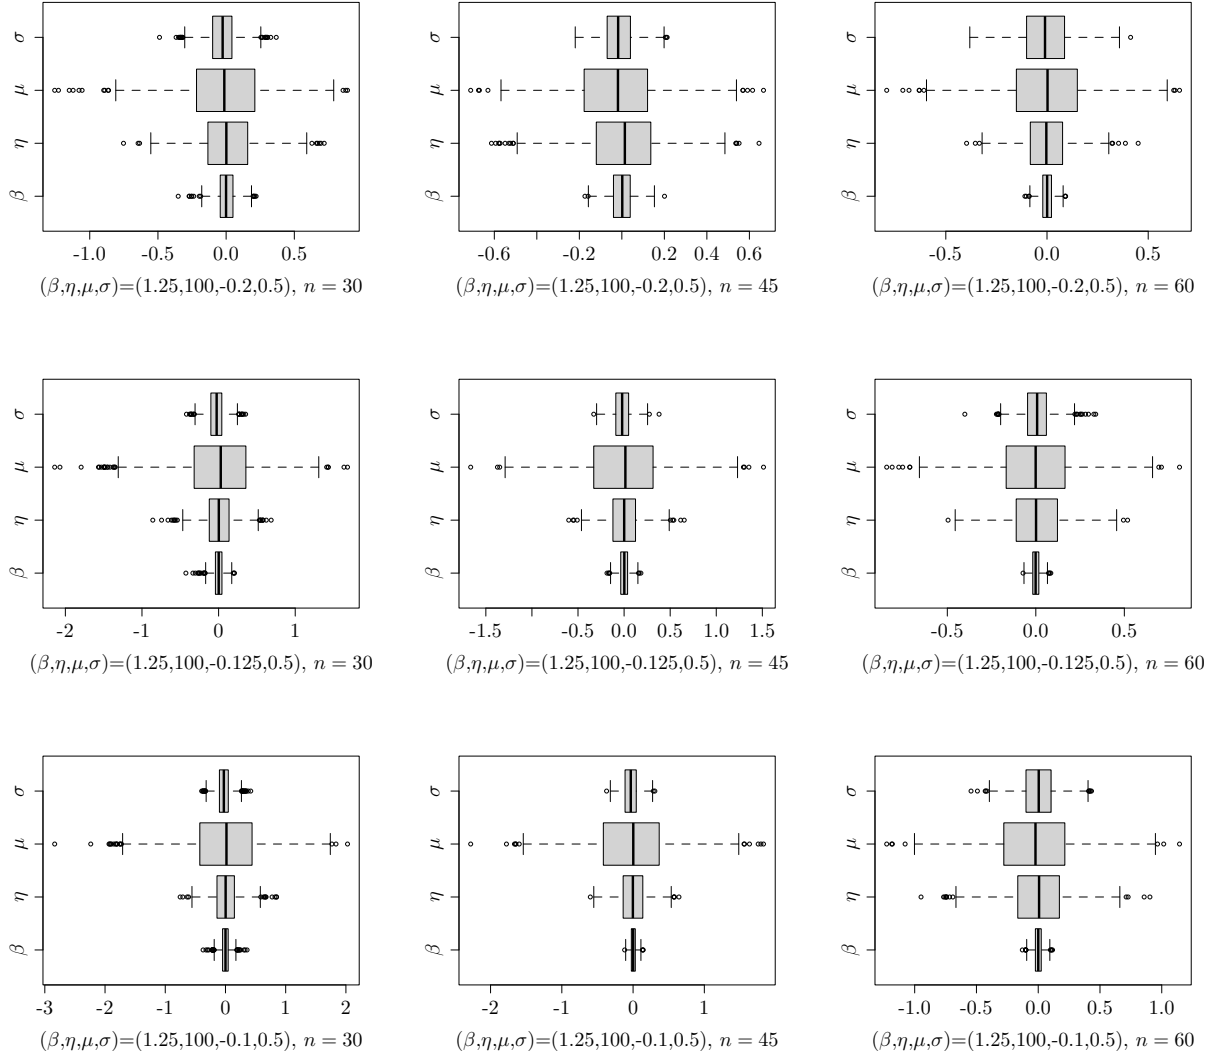 σ
μ
η
β
-1.0 -0.5 0.0 0.5
(β,η,μ,σ)=(1.25,100,-0.2,0.5), n = 30
σ
μ
η
β
-0.6 -0.2 0.0 0.2 0.4 0.6
(β,η,μ,σ)=(1.25,100,-0.2,0.5), n = 45
σ
μ
η
β
-0.5 0.0 0.5
(β,η,μ,σ)=(1.25,100,-0.2,0.5), n = 60
σ
μ
η
β
-2 -1 0 1
(β,η,μ,σ)=(1.25,100,-0.125,0.5), n = 30
σ
μ
η
β
-1.5 -0.5 0.0 0.5 1.0 1.5
(β,η,μ,σ)=(1.25,100,-0.125,0.5), n = 45
σ
μ
η
β
-0.5 0.0 0.5
(β,η,μ,σ)=(1.25,100,-0.125,0.5), n = 60
σ
μ
η
β
-3 -2 -1 0 1 2
(β,η,μ,σ)=(1.25,100,-0.1,0.5), n = 30
σ
μ
η
β
-2 -1 0 1
(β,η,μ,σ)=(1.25,100,-0.1,0.5), n = 45
σ
μ
η
β
-1.0 -0.5 0.0 0.5 1.0
(β,η,μ,σ)=(1.25,100,-0.1,0.5), n = 60